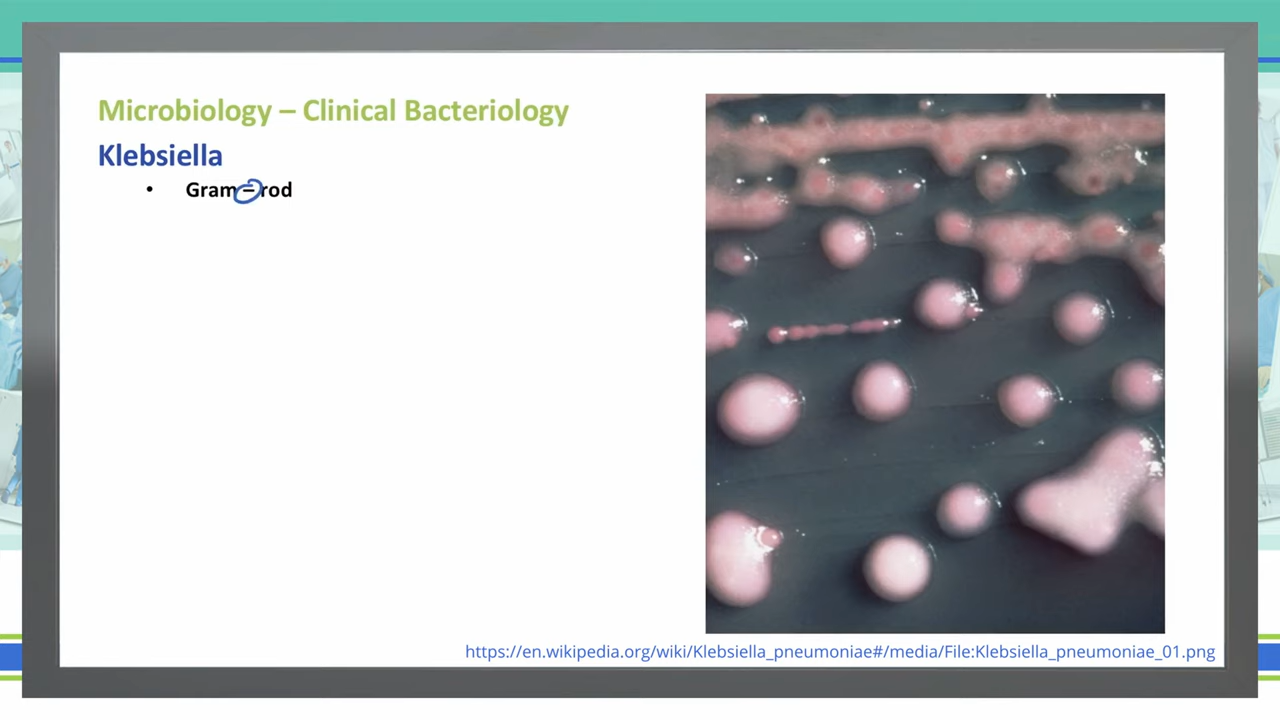 Microbiology – Clinical Bacteriology
Klebsiella
• Gram – rod
https://en.wikipedia.org/wiki/Klebsiella_pneumoniae#/media/File:Klebsiella_pneumoniae_01.png